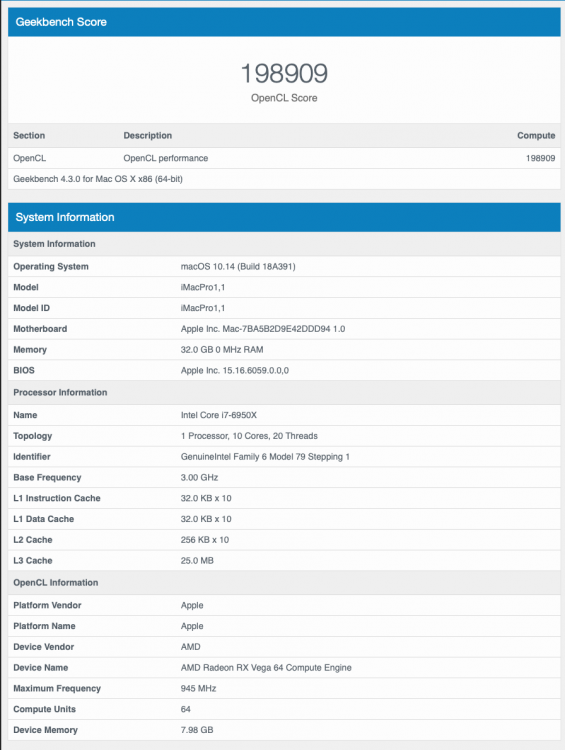 Geekbench Score
198909
OpenCL Score
Section Description Compute
OpenCL OpenCL performance 198909
Geekbench 4.3.0 for Mac OS X x86 (64-bit)
System Information
System Information
Operating System macOS 10.14 (Build 18A391)
Model iMacPro1,1
Model ID iMacPro1,1
Motherboard Apple Inc. Mac-7BA5B2D9E42DDD94 1.0
Memory 32.0 GB 0 MHz RAM
BIOS Apple Inc. 15.16.6059.0.0,0
Processor Information
Name Intel Core i7-6950X
Topology 1 Processor, 10 Cores, 20 Threads
Identifier GenuineIntel Family 6 Model 79 Stepping 1
Base Frequency 3.00 GHz
L1 Instruction Cache 32.0 KB x 10
L1 Data Cache 32.0 KB x 10
L2 Cache 256 KB x 10
L3 Cache 25.0 MB
OpenCL Information
Platform Vendor Apple
Platform Name Apple
Device Vendor AMD
Device Name AMD Radeon RX Vega 64 Compute Engine
Maximum Frequency 945 MHz
Compute Units 64
Device Memory 7.98 GB